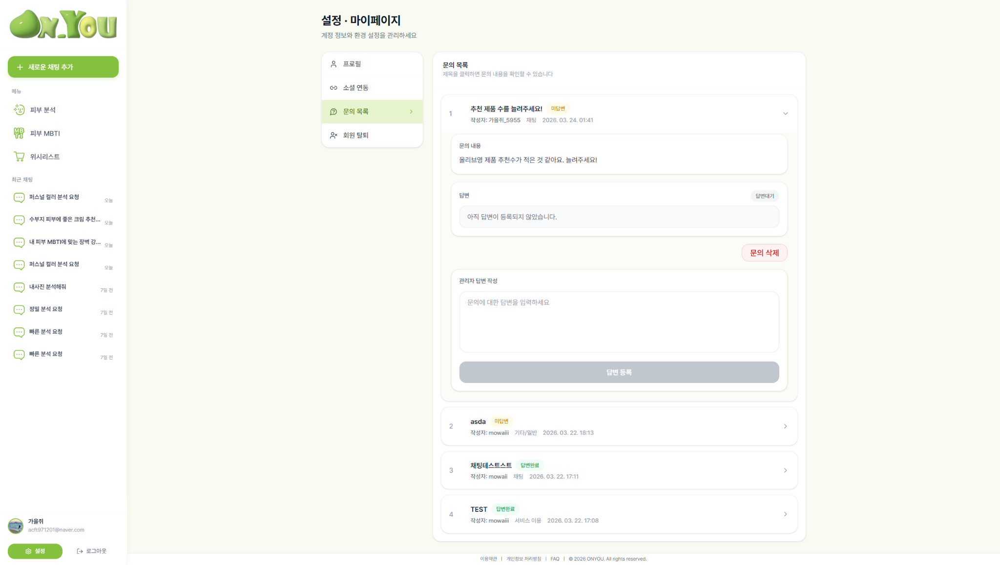 ON_YOU
새로운 채팅 추가
메뉴
피부 분석
피부 MBTI
위시리스트
최근 채팅
퍼스널 컬러 분석 요청
오늘
수부지 피부에 좋은 크림 추천...
오늘
내 피부 MBTI에 맞는 장벽 강...
오늘
퍼스널 컬러 분석 요청
오늘
내사진 분석해줘
7일 전
정밀 분석 요청
7일 전
빠른 분석 요청
7일 전
빠른 분석 요청
7일 전
가을쥐
acft971201@naver.com
설정
로그아웃
설정 · 마이페이지
계정 정보와 환경 설정을 관리하세요
프로필
소셜 연동
문의 목록
회원 탈퇴
문의 목록
제목을 클릭하면 문의 내용을 확인할 수 있습니다
1
추천 제품 수를 늘려주세요! 미답변
작성자: 가을쥐_5955 채팅 2026. 03. 24. 01:41
문의 내용
올리브영 제품 추천수가 적은 것 같아요. 늘려주세요!
답변
답변대기
아직 답변이 등록되지 않았습니다.
문의 삭제
관리자 답변 작성
문의에 대한 답변을 입력하세요
답변 등록
2
asda 미답변
작성자: mowaiii 기타/일반 2026. 03. 22. 18:13
3
채팅테스트스트 답변완료
작성자: mowaii 채팅 2026. 03. 22. 17:11
4
TEST 답변완료
작성자: mowaiii 서비스 이용 2026. 03. 22. 17:08
이용약관 | 개인정보 처리방침 | FAQ | © 2026 ONYOU. All rights reserved.